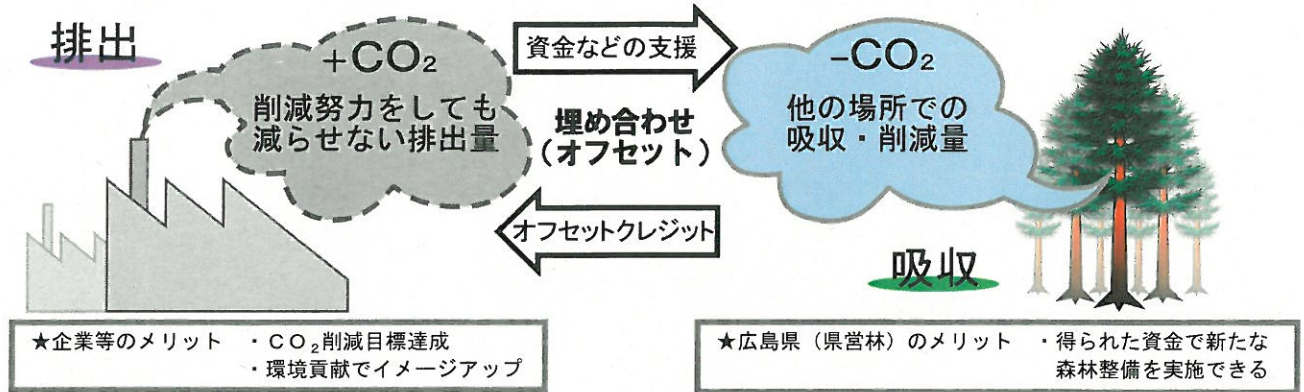 排出
+CO₂
削減努力をしても
減らせない排出量
資金などの支援
埋め合わせ
(オフセット)
オフセットクレジット
-CO₂
他の場所での
吸収・削減量
吸収
★企業等のメリット ・CO₂削減目標達成
・環境貢献でイメージアップ
★広島県(県営林)のメリット ・得られた資金で新たな
森林整備を実施できる